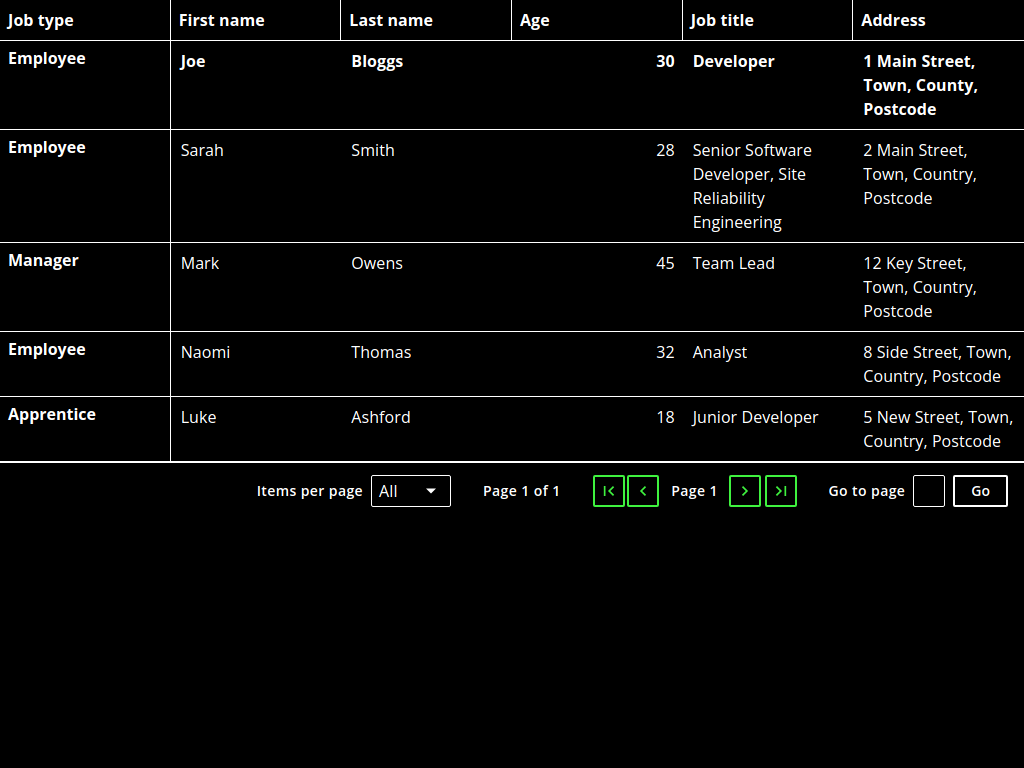 Job type First name Last name Age Job title Address
Employee Joe Bloggs 30 Developer 1 Main Street,
Town, County,
Postcode
Employee Sarah Smith 28 Senior Software 2 Main Street,
Developer, Site Town, Country,
Reliability Postcode
Engineering
Manager Mark Owens 45 Team Lead 12 Key Street,
Town, Country,
Postcode
Employee Naomi Thomas 32 Analyst 8 Side Street, Town,
Country, Postcode
Apprentice Luke Ashford 18 Junior Developer 5 New Street, Town,
Country, Postcode
Items per page All Page 1 of 1 Page 1 Go to page Go